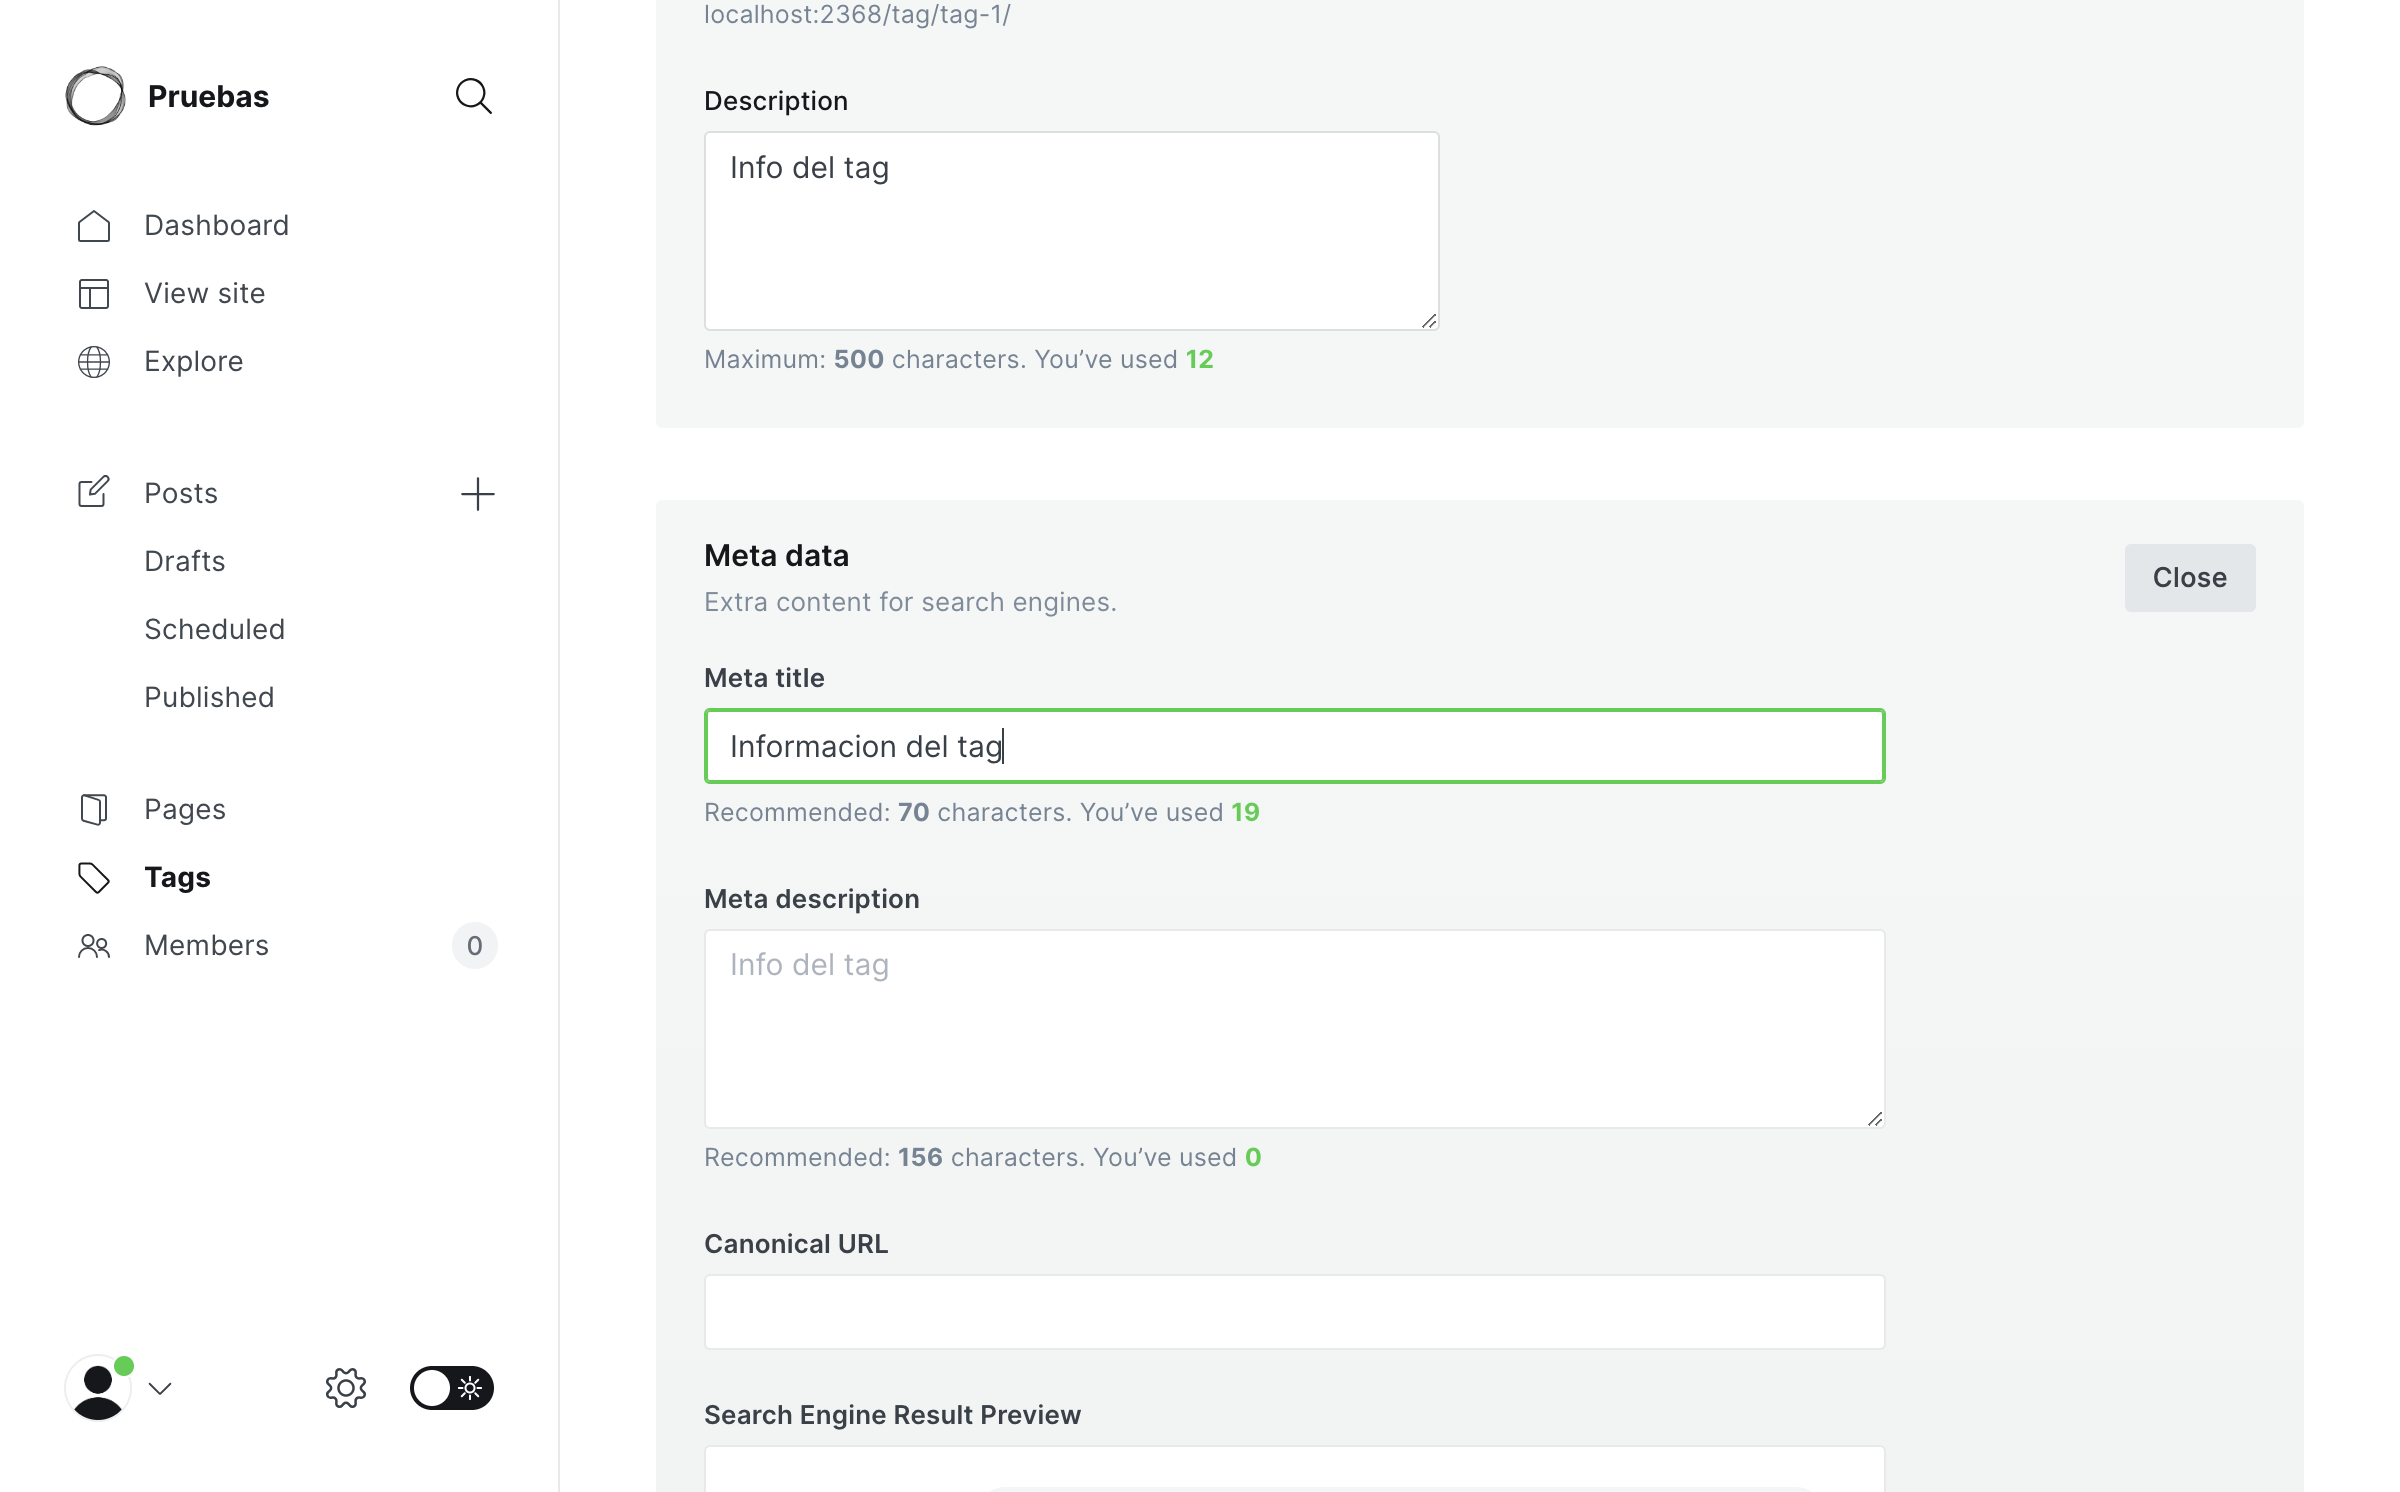 Pruebas
Dashboard
View site
Explore
Posts
Drafts
Scheduled
Published
Pages
Tags
Members
0
localhost:2368/tag/tag-1/
Description
Info del tag
Maximum: 500 characters. You’ve used 12
Meta data
Extra content for search engines.
Close
Meta title
Informacion del tag
Recommended: 70 characters. You’ve used 19
Meta description
Info del tag
Recommended: 156 characters. You’ve used 0
Canonical URL
Search Engine Result Preview